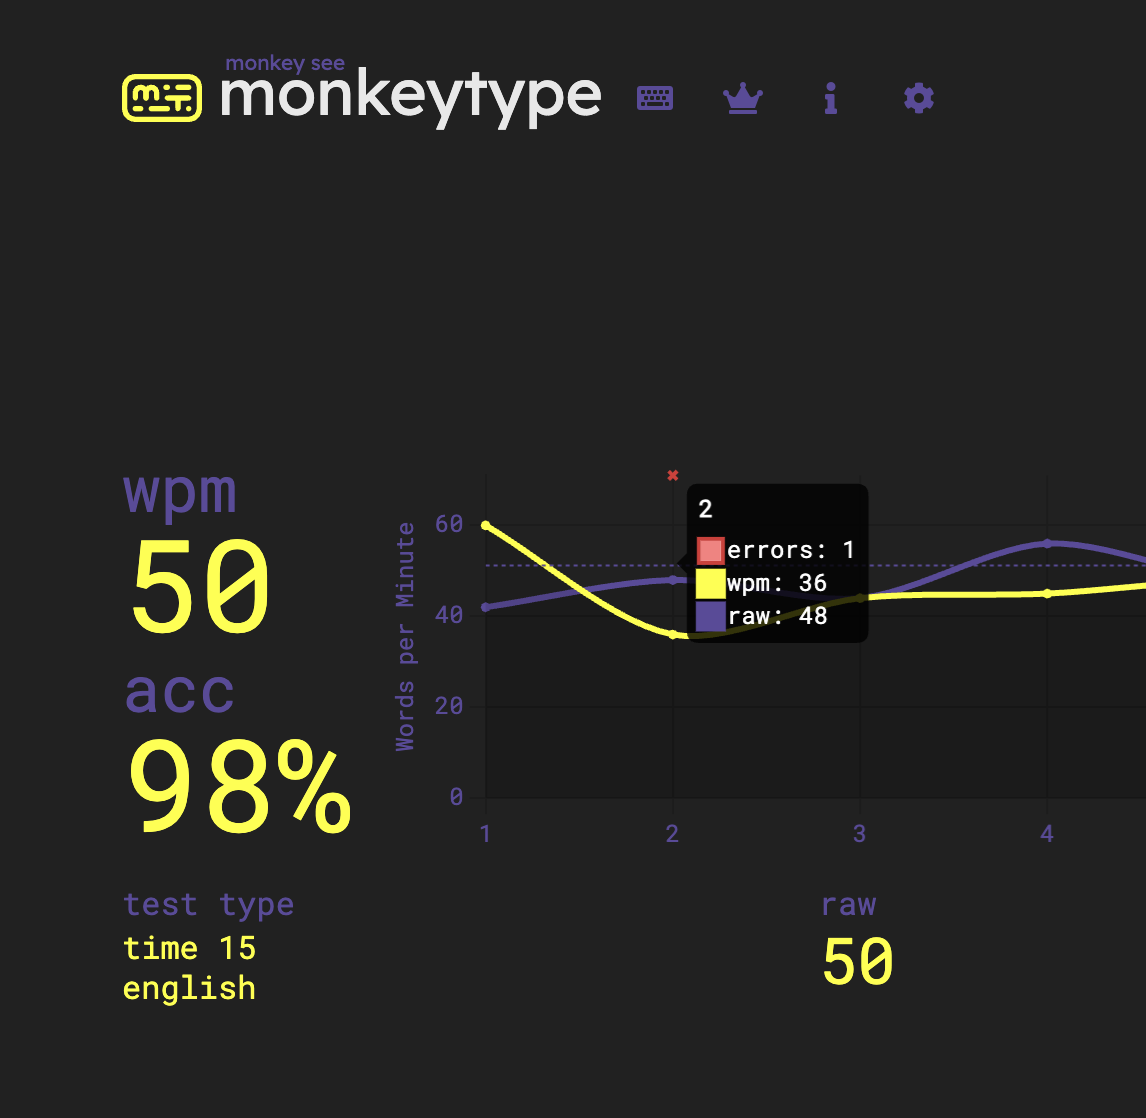 monkey see
monkeytype
wpm
50
acc
98%
Words per Minute
60
40
20
0
2
errors: 1
wpm: 36
raw: 48
1
2
3
4
test type
time 15
english
raw
50